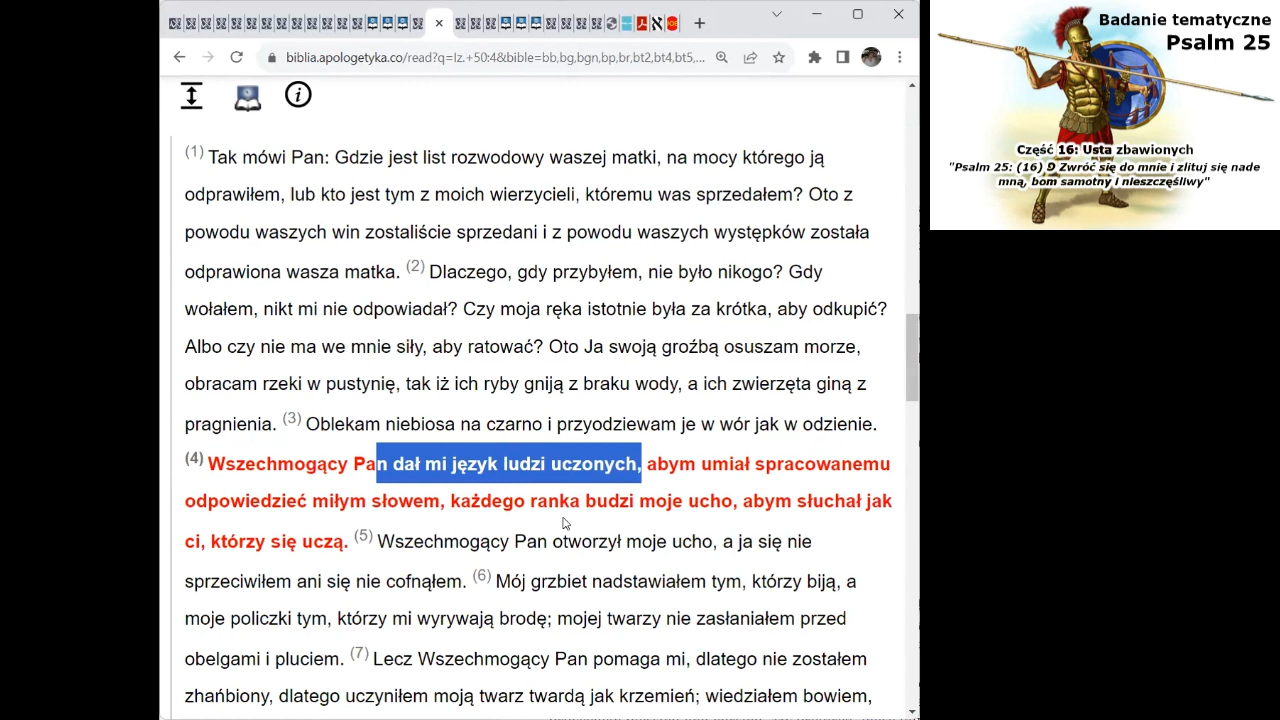 biblia.apologetyka.co/read?q=Iz.+50:4&bible=bb,bg,bgn,bp,br,bt2,bt4,bt5,...
(1) Tak mówi Pan: Gdzie jest list rozwodowy waszej matki, na mocy którego ją
odprawiłem, lub kto jest tym z moich wierzycieli, któremu was sprzedałem? Oto z
powodu waszych win zostaliście sprzedani i z powodu waszych występków została
odprawiona wasza matka. (2) Dlaczego, gdy przybyłem, nie było nikogo? Gdy
wołałem, nikt mi nie odpowiadał? Czy moja ręka istotnie była za krótka, aby odkupić?
Albo czy nie ma we mnie siły, aby ratować? Oto Ja swoją groźbą osuszam morze,
obracam rzeki w pustynię, tak iż ich ryby gniją z braku wody, a ich zwierzęta giną z
pragnienia. (3) Oblekam niebiosa na czarno i przyodziewam je w wór jak w odzienie.
(4) Wszechmogący Pan dał mi język ludzi uczonych, abym umiał spracowanemu
odpowiedzieć miłym słowem, każdego ranka budzi moje ucho, abym słuchał jak
ci, którzy się uczą. (5) Wszechmogący Pan otworzył moje ucho, a ja się nie
sprzeciwiłem ani się nie cofnąłem. (6) Mój grzbiet nadstawiałem tym, którzy biją, a
moje policzki tym, którzy mi wyrywają brodę; mojej twarzy nie zasłaniałem przed
obelgami i pluciem. (7) Lecz Wszechmogący Pan pomaga mi, dlatego nie zostałem
zhańbiony, dlatego uczyniłem moją twarz twardą jak krzemień; wiedziałem bowiem,
Badanie tematyczne
Psalm 25
Część 16: Usta zbawionych
"Psalm 25: (16) פ Zwróć się do mnie i zlituj się nade
mną, bom samotny i nieszczęśliwy"